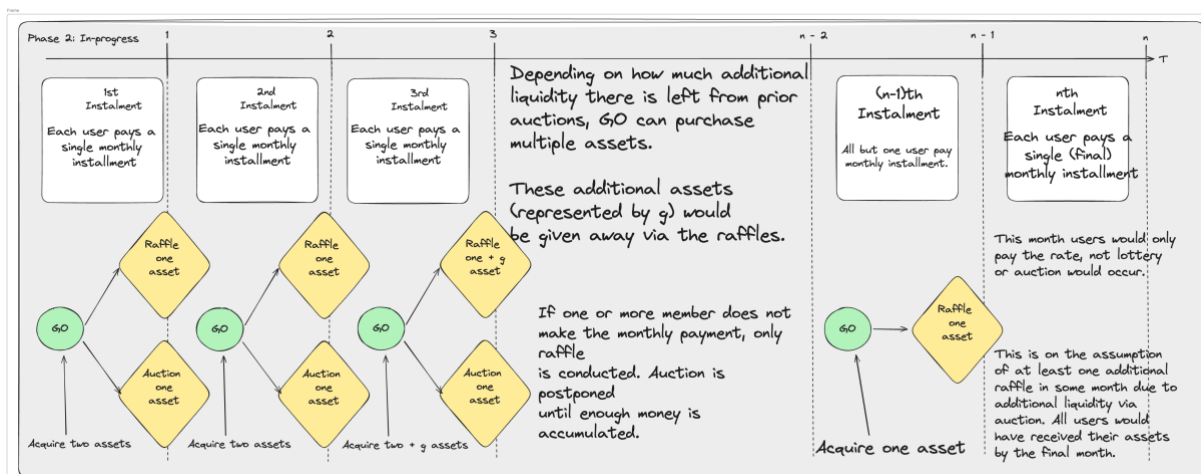 Frame
Phase 2: In-progress
1
2
3
n - 2
n - 1
n
T
1st
Instalment
Each user pays a
single monthly
installment
2nd
Instalment
Each user pays a
single monthly
installment
3rd
Instalment
Each user pays a
single monthly
installment
Depending on how much additional
liquidity there is left from prior
auctions, GO can purchase
multiple assets.
These additional assets
(represented by g) would
be given away via the raffles.
(n-1)th
Instalment
All but one user pay
monthly installment.
nth
Instalment
Each user pays a
single (final)
monthly installment
Raffle
one
asset
Raffle
one
asset
Raffle
one + g
asset
GO
GO
GO
Auction
one
asset
Auction
one
asset
Auction
one
asset
Acquire two assets
Acquire two assets
Acquire two + g assets
If one or more member does not
make the monthly payment, only
raffle
is conducted. Auction is
postponed
until enough money is
accumulated.
GO
Raffle
one
asset
Acquire one asset
This month users would only
pay the rate, not lottery
or auction would occur.
This is on the assumption
of at least one additional
raffle in some month due to
additional liquidity via
auction. All users would
have received their assets
by the final month.